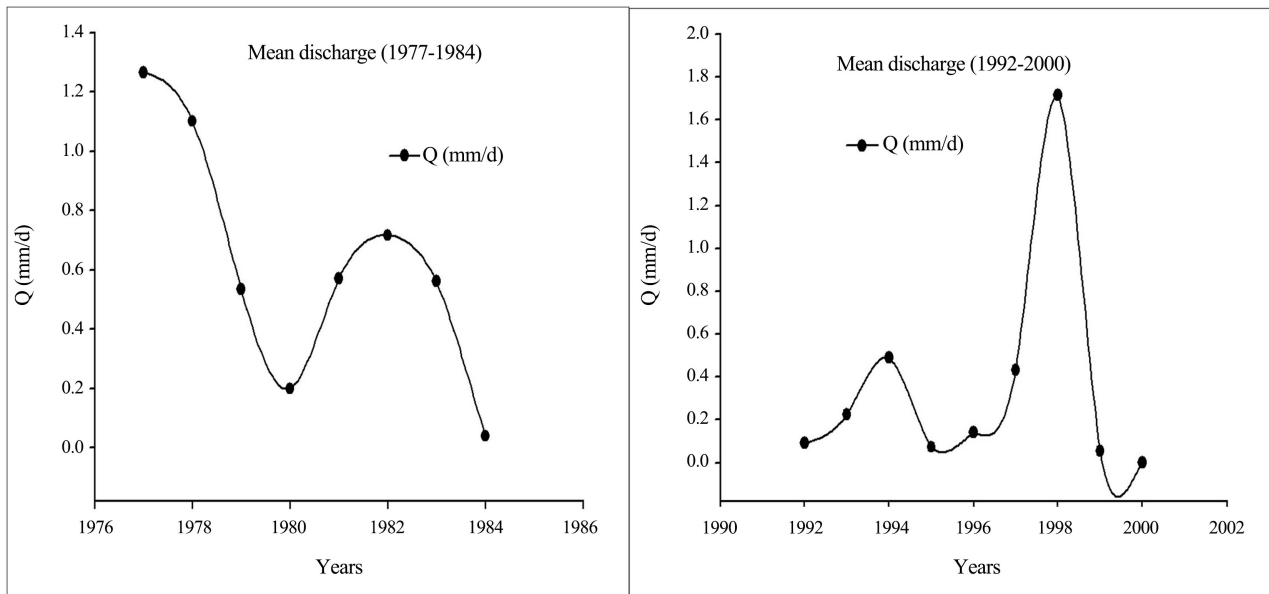 Mean discharge (1977-1984)
Q (mm/d)
Q (mm/d)
1.4
1.2
1.0
0.8
0.6
0.4
0.2
0.0
1976 1978 1980 1982 1984 1986
Years
Mean discharge (1992-2000)
Q (mm/d)
Q (mm/d)
2.0
1.8
1.6
1.4
1.2
1.0
0.8
0.6
0.4
0.2
0.0
1990 1992 1994 1996 1998 2000 2002
Years